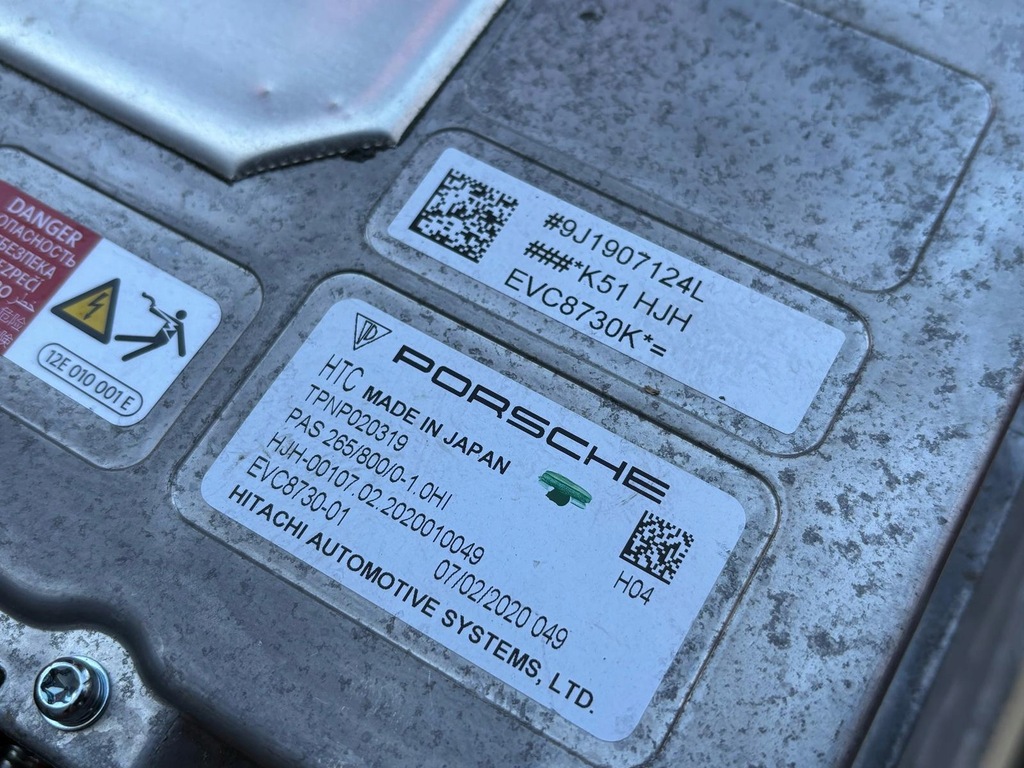 DANGER
12E 010 001 E
#9J1907124L
###*K51 HJH
EVC8730K*=
PORSCHE
HTC MADE IN JAPAN
TPNP020319
PAS 265/800/0-1.0HI
HJH-00107.02.2020010049
EVC8730-01 07/02/2020 049
HITACHI AUTOMOTIVE SYSTEMS, LTD.
H04